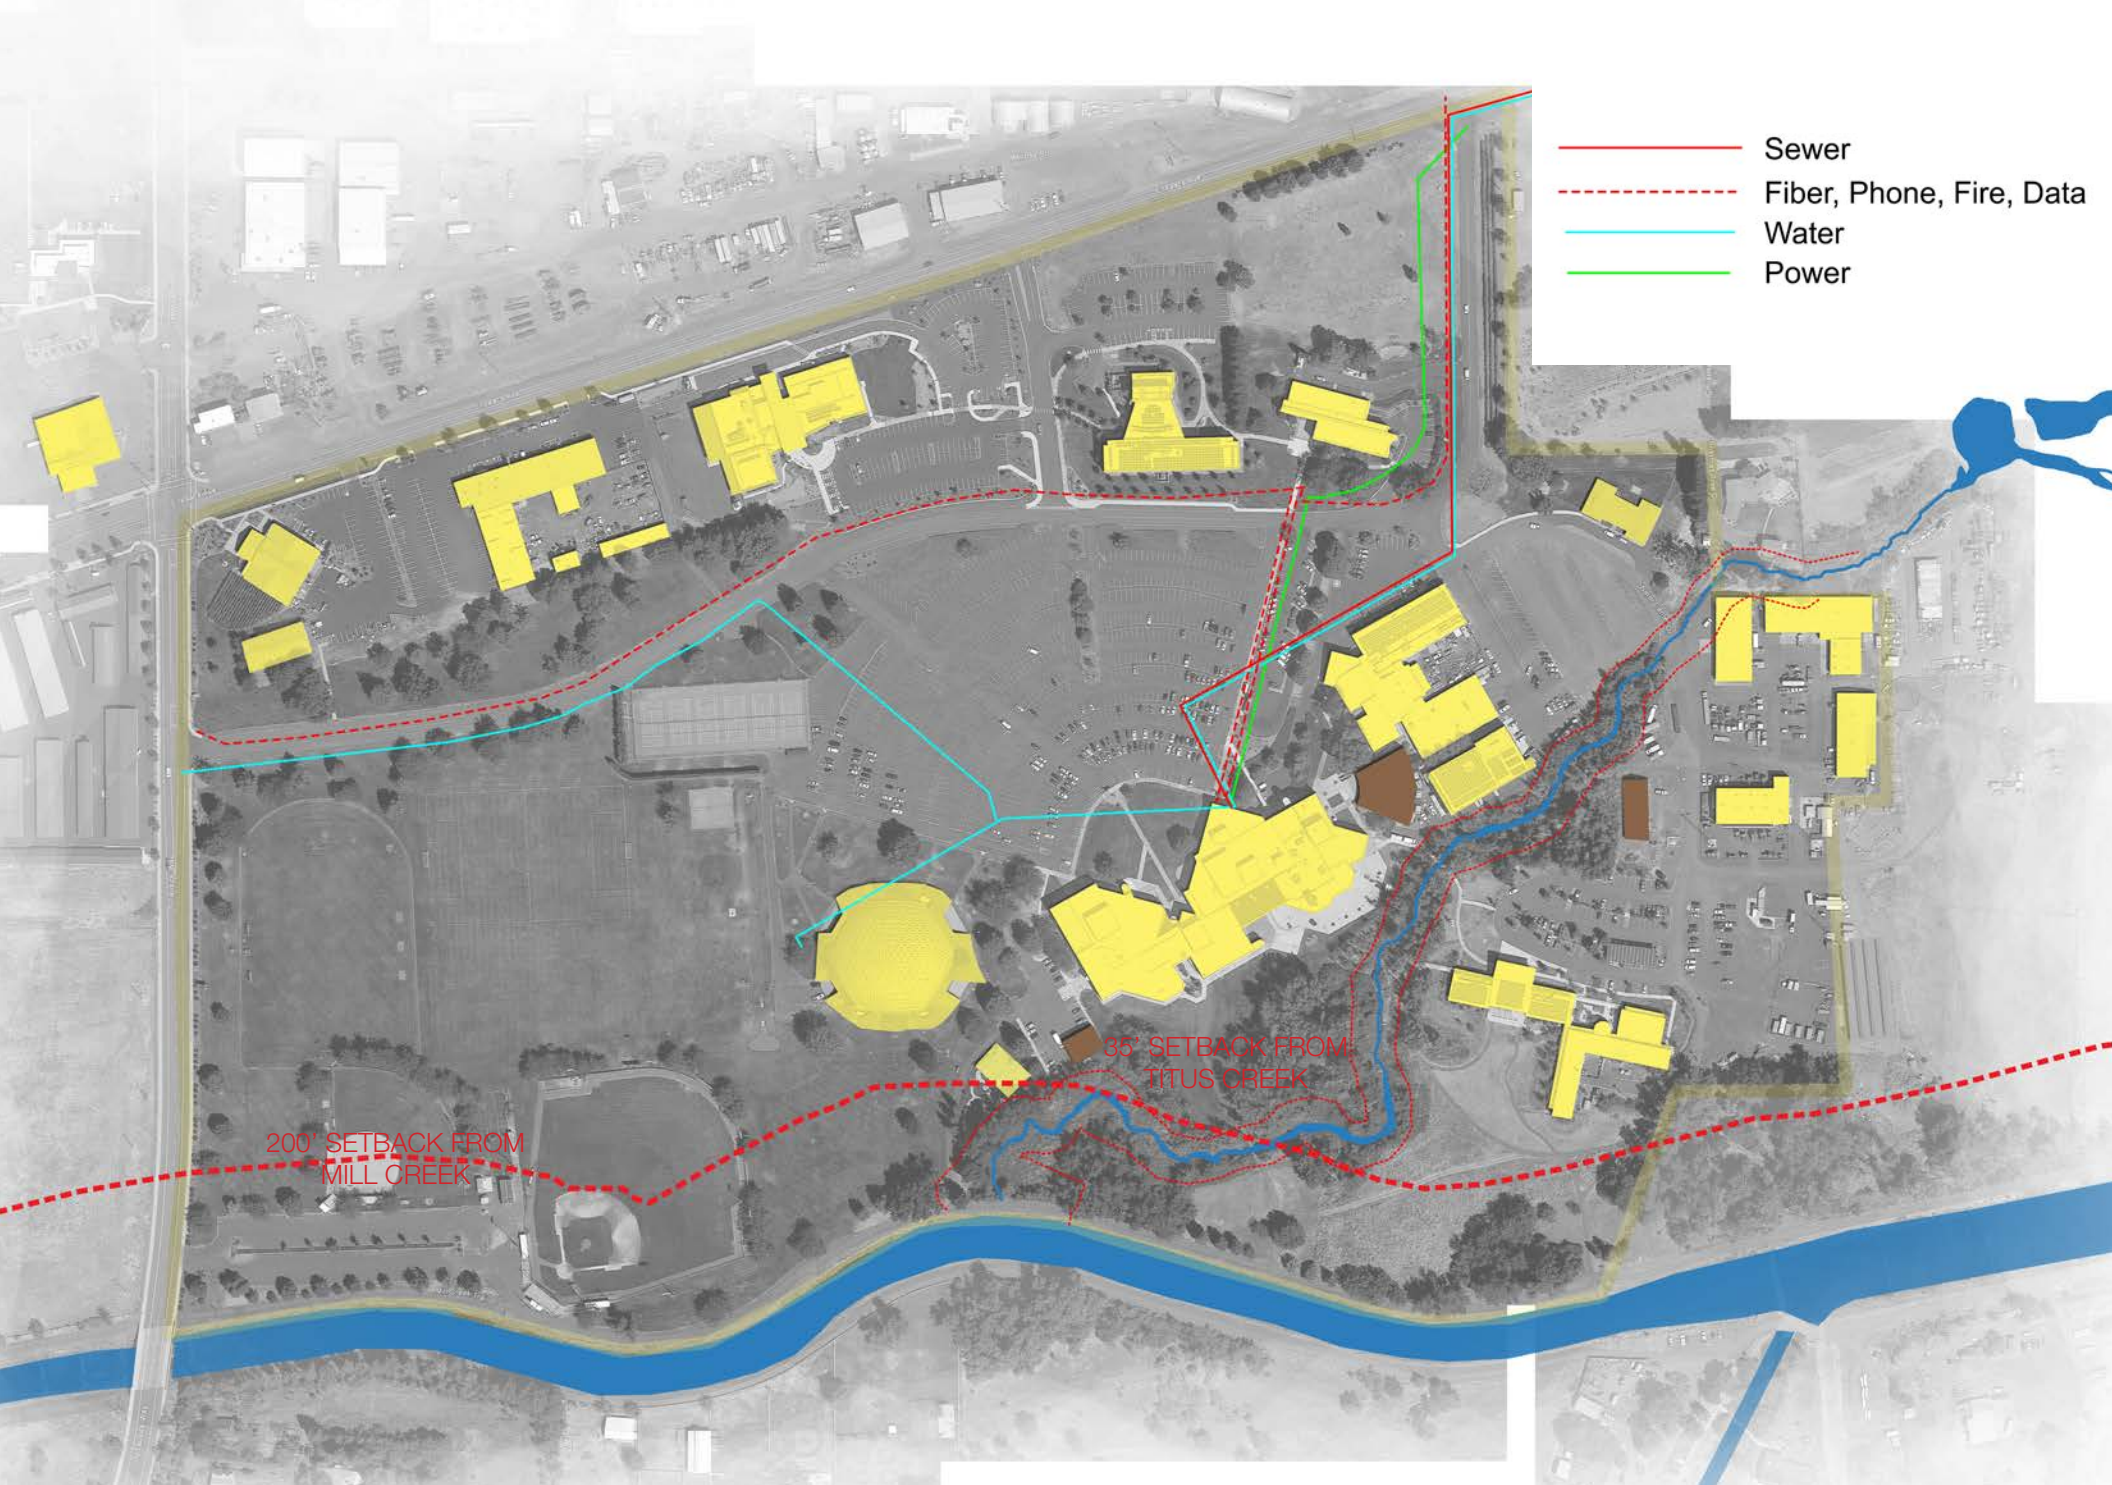 Sewer
Fiber, Phone, Fire, Data
Water
Power
35' SETBACK FROM
TITUS CREEK
200' SETBACK FROM
MILL CREEK